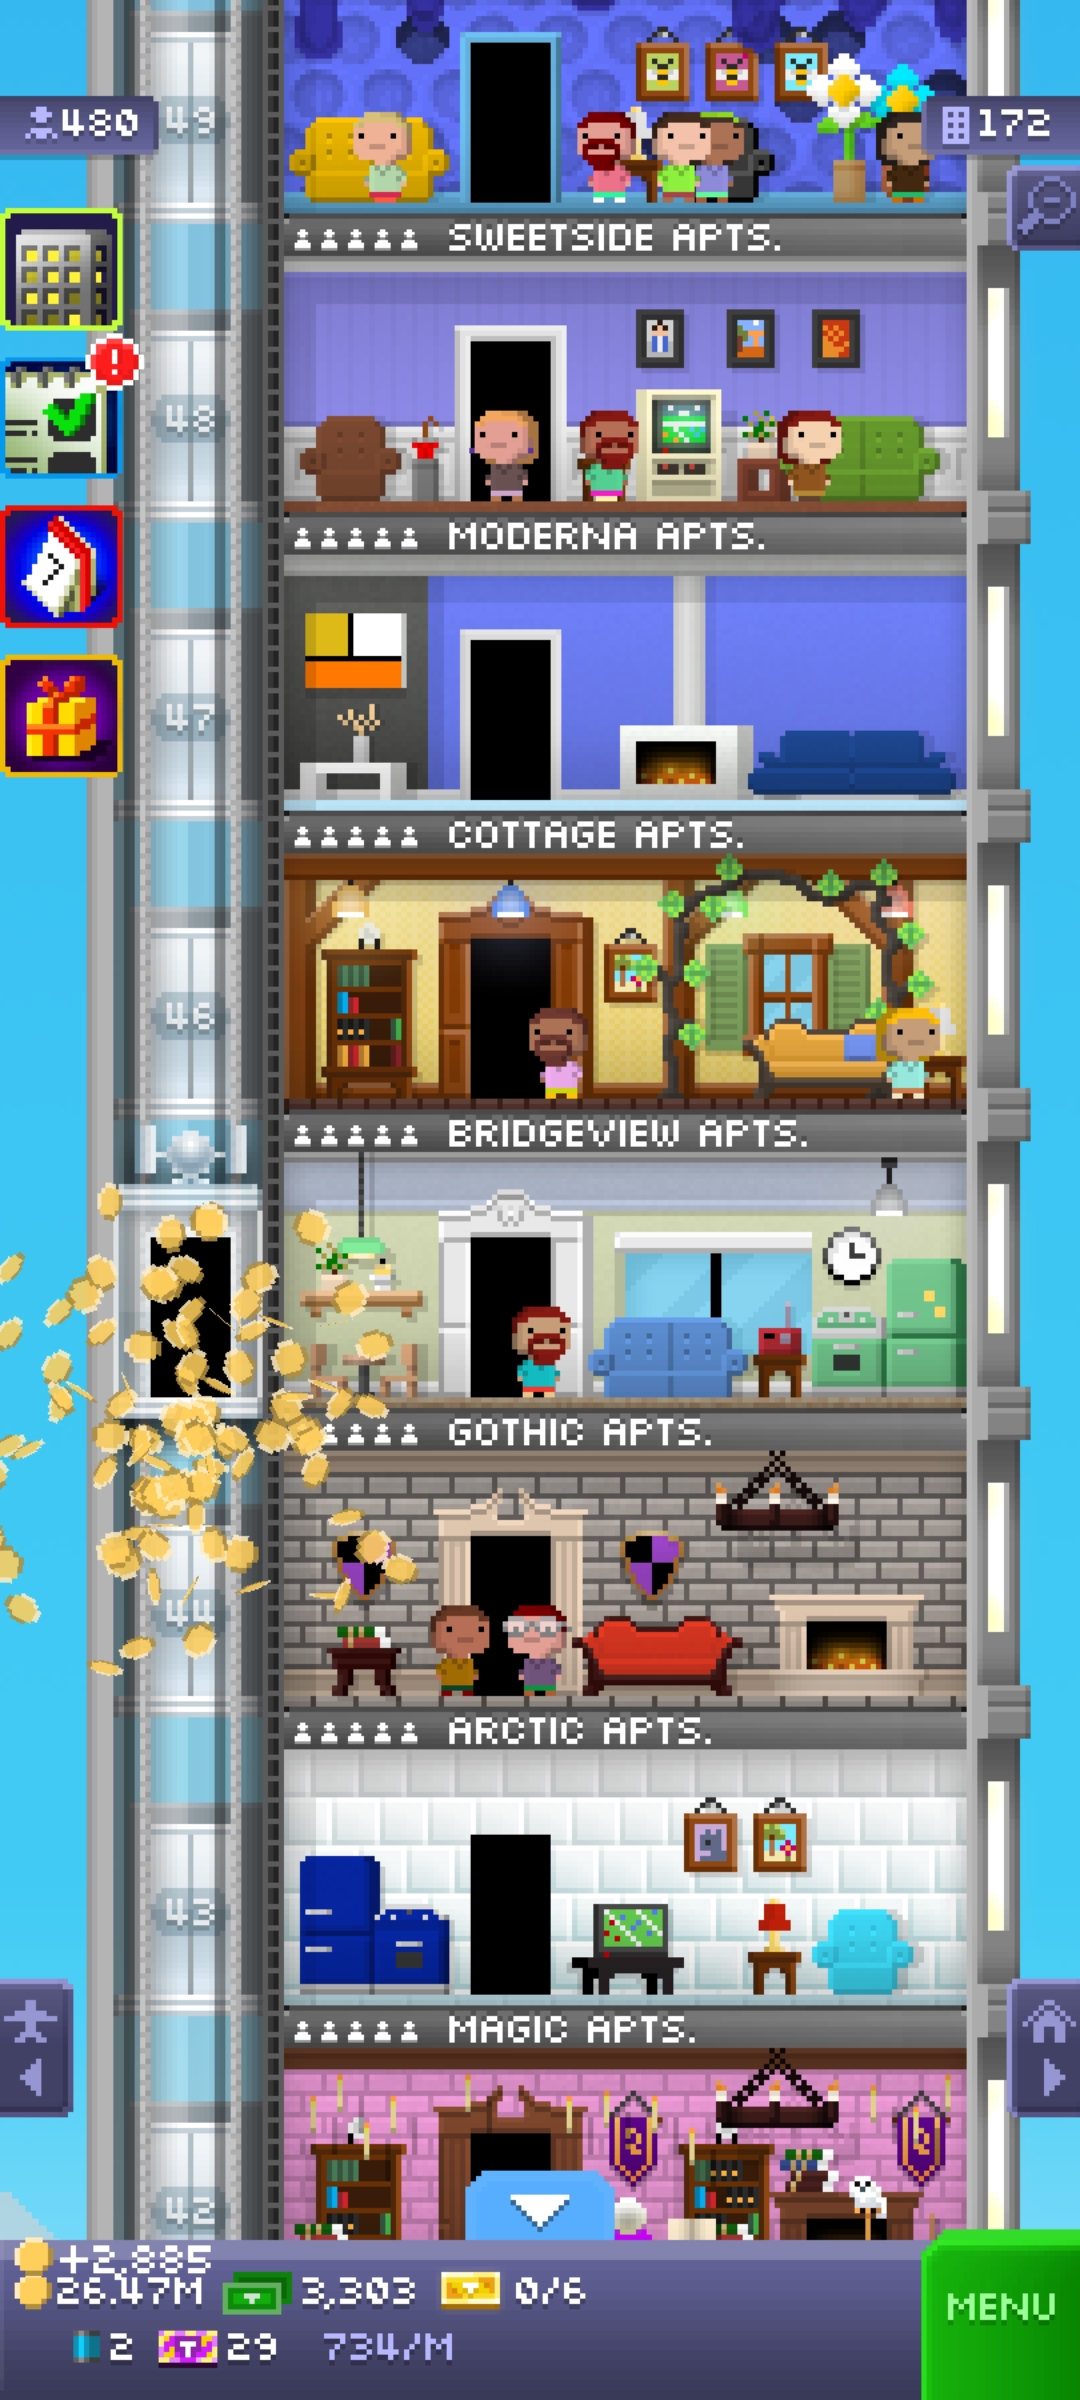 480
49
172
SWEETSIDE APTS.
48
MODERNA APTS.
7
47
COTTAGE APTS.
46
BRIDGEVIEW APTS.
GOTHIC APTS.
44
ARCTIC APTS.
43
MAGIC APTS.
42
+2,885
26.47M
3,303
0/6
MENU
2
T
29
734/M